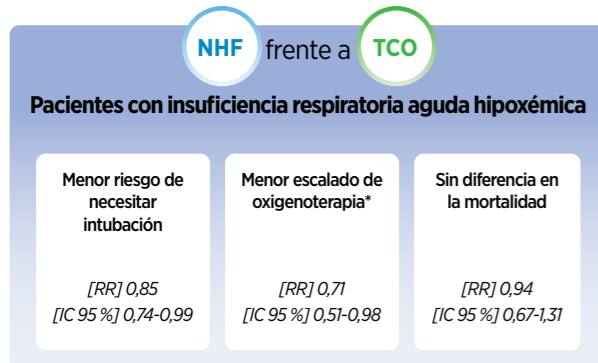 NHF frente a TCO
Pacientes con insuficiencia respiratoria aguda hipoxémica
Menor riesgo de
necesitar
intubación
[RR] 0,85
[IC 95 %] 0,74-0,99
Menor escalado de
oxigenoterapia*
[RR] 0,71
[IC 95 %] 0,51-0,98
Sin diferencia en
la mortalidad
[RR] 0,94
[IC 95 %] 0,67-1,31